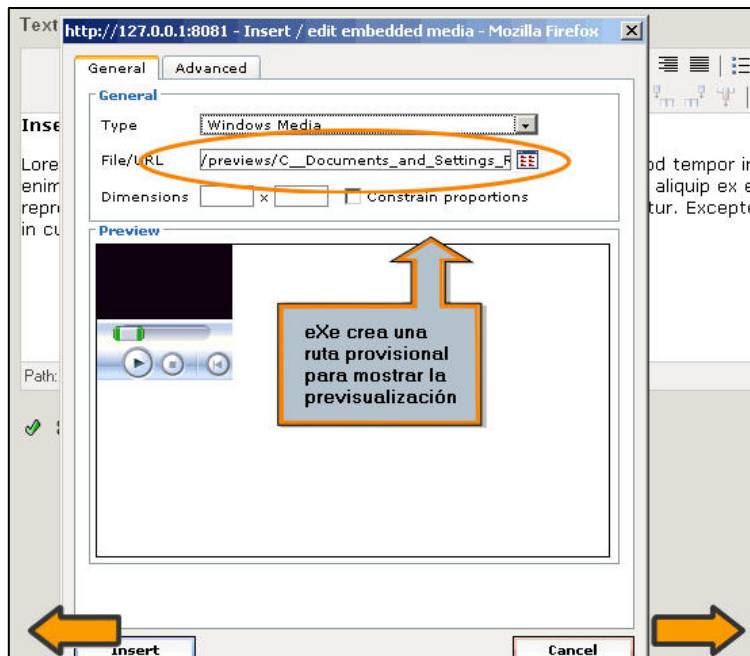 Text
http://127.0.0.1:8081 - Insert / edit embedded media - Mozilla Firefox
General Advanced
General
Type Windows Media
File/URL /previews/C__Documents_and_Settings_R
Dimensions x Constrain proportions
Preview
eXe crea una
ruta provisional
para mostrar la
previsualización
Inse
Lore od tempor in
enim aliquip ex e
repre tur. Excepte
in cu
Path:
Insert Cancel